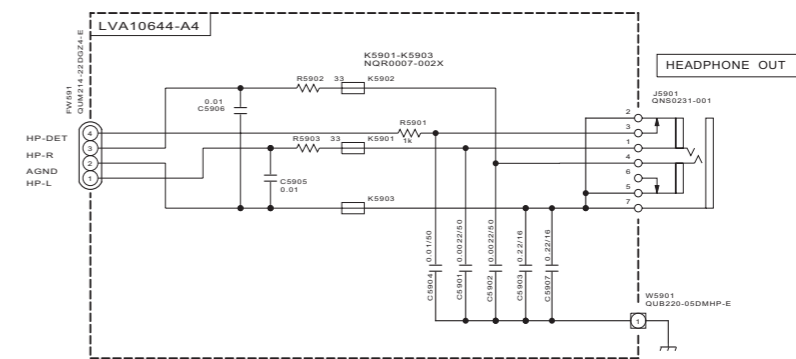 LVA10644-A4
HEADPHONE OUT
K5901-K5903
NQR0007-002X
FW591
QUM214-22DGZ4-E
R5902 33 K5902
J5901
QNS0231-001
0.01
C5906
R5901
1k
R5903 33 K5901
HP-DET
HP-R
AGND
HP-L
4
3
2
1
C5905
0.01
K5903
2
3
1
4
6
5
7
C5904 0.01/50
C5901 0.0022/50
C5902 0.0022/50
C5903 0.22/16
C5907 0.22/16
W5901
QUB220-05DMHP-E
1